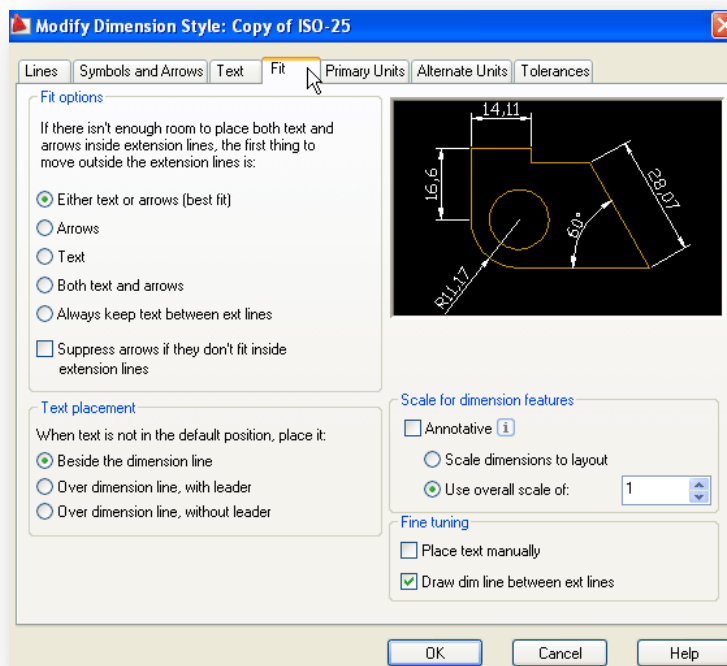 Modify Dimension Style: Copy of ISO-25
Lines Symbols and Arrows Text Fit Primary Units Alternate Units Tolerances
Fit options
If there isn't enough room to place both text and
arrows inside extension lines, the first thing to
move outside the extension lines is:
Either text or arrows (best fit)
Arrows
Text
Both text and arrows
Always keep text between ext lines
Suppress arrows if they don't fit inside
extension lines
14,11
16,6
28,07
60°
R11,17
Text placement
When text is not in the default position, place it:
Beside the dimension line
Over dimension line, with leader
Over dimension line, without leader
Scale for dimension features
Annotative i
Scale dimensions to layout
Use overall scale of: 1
Fine tuning
Place text manually
Draw dim line between ext lines
OK Cancel Help